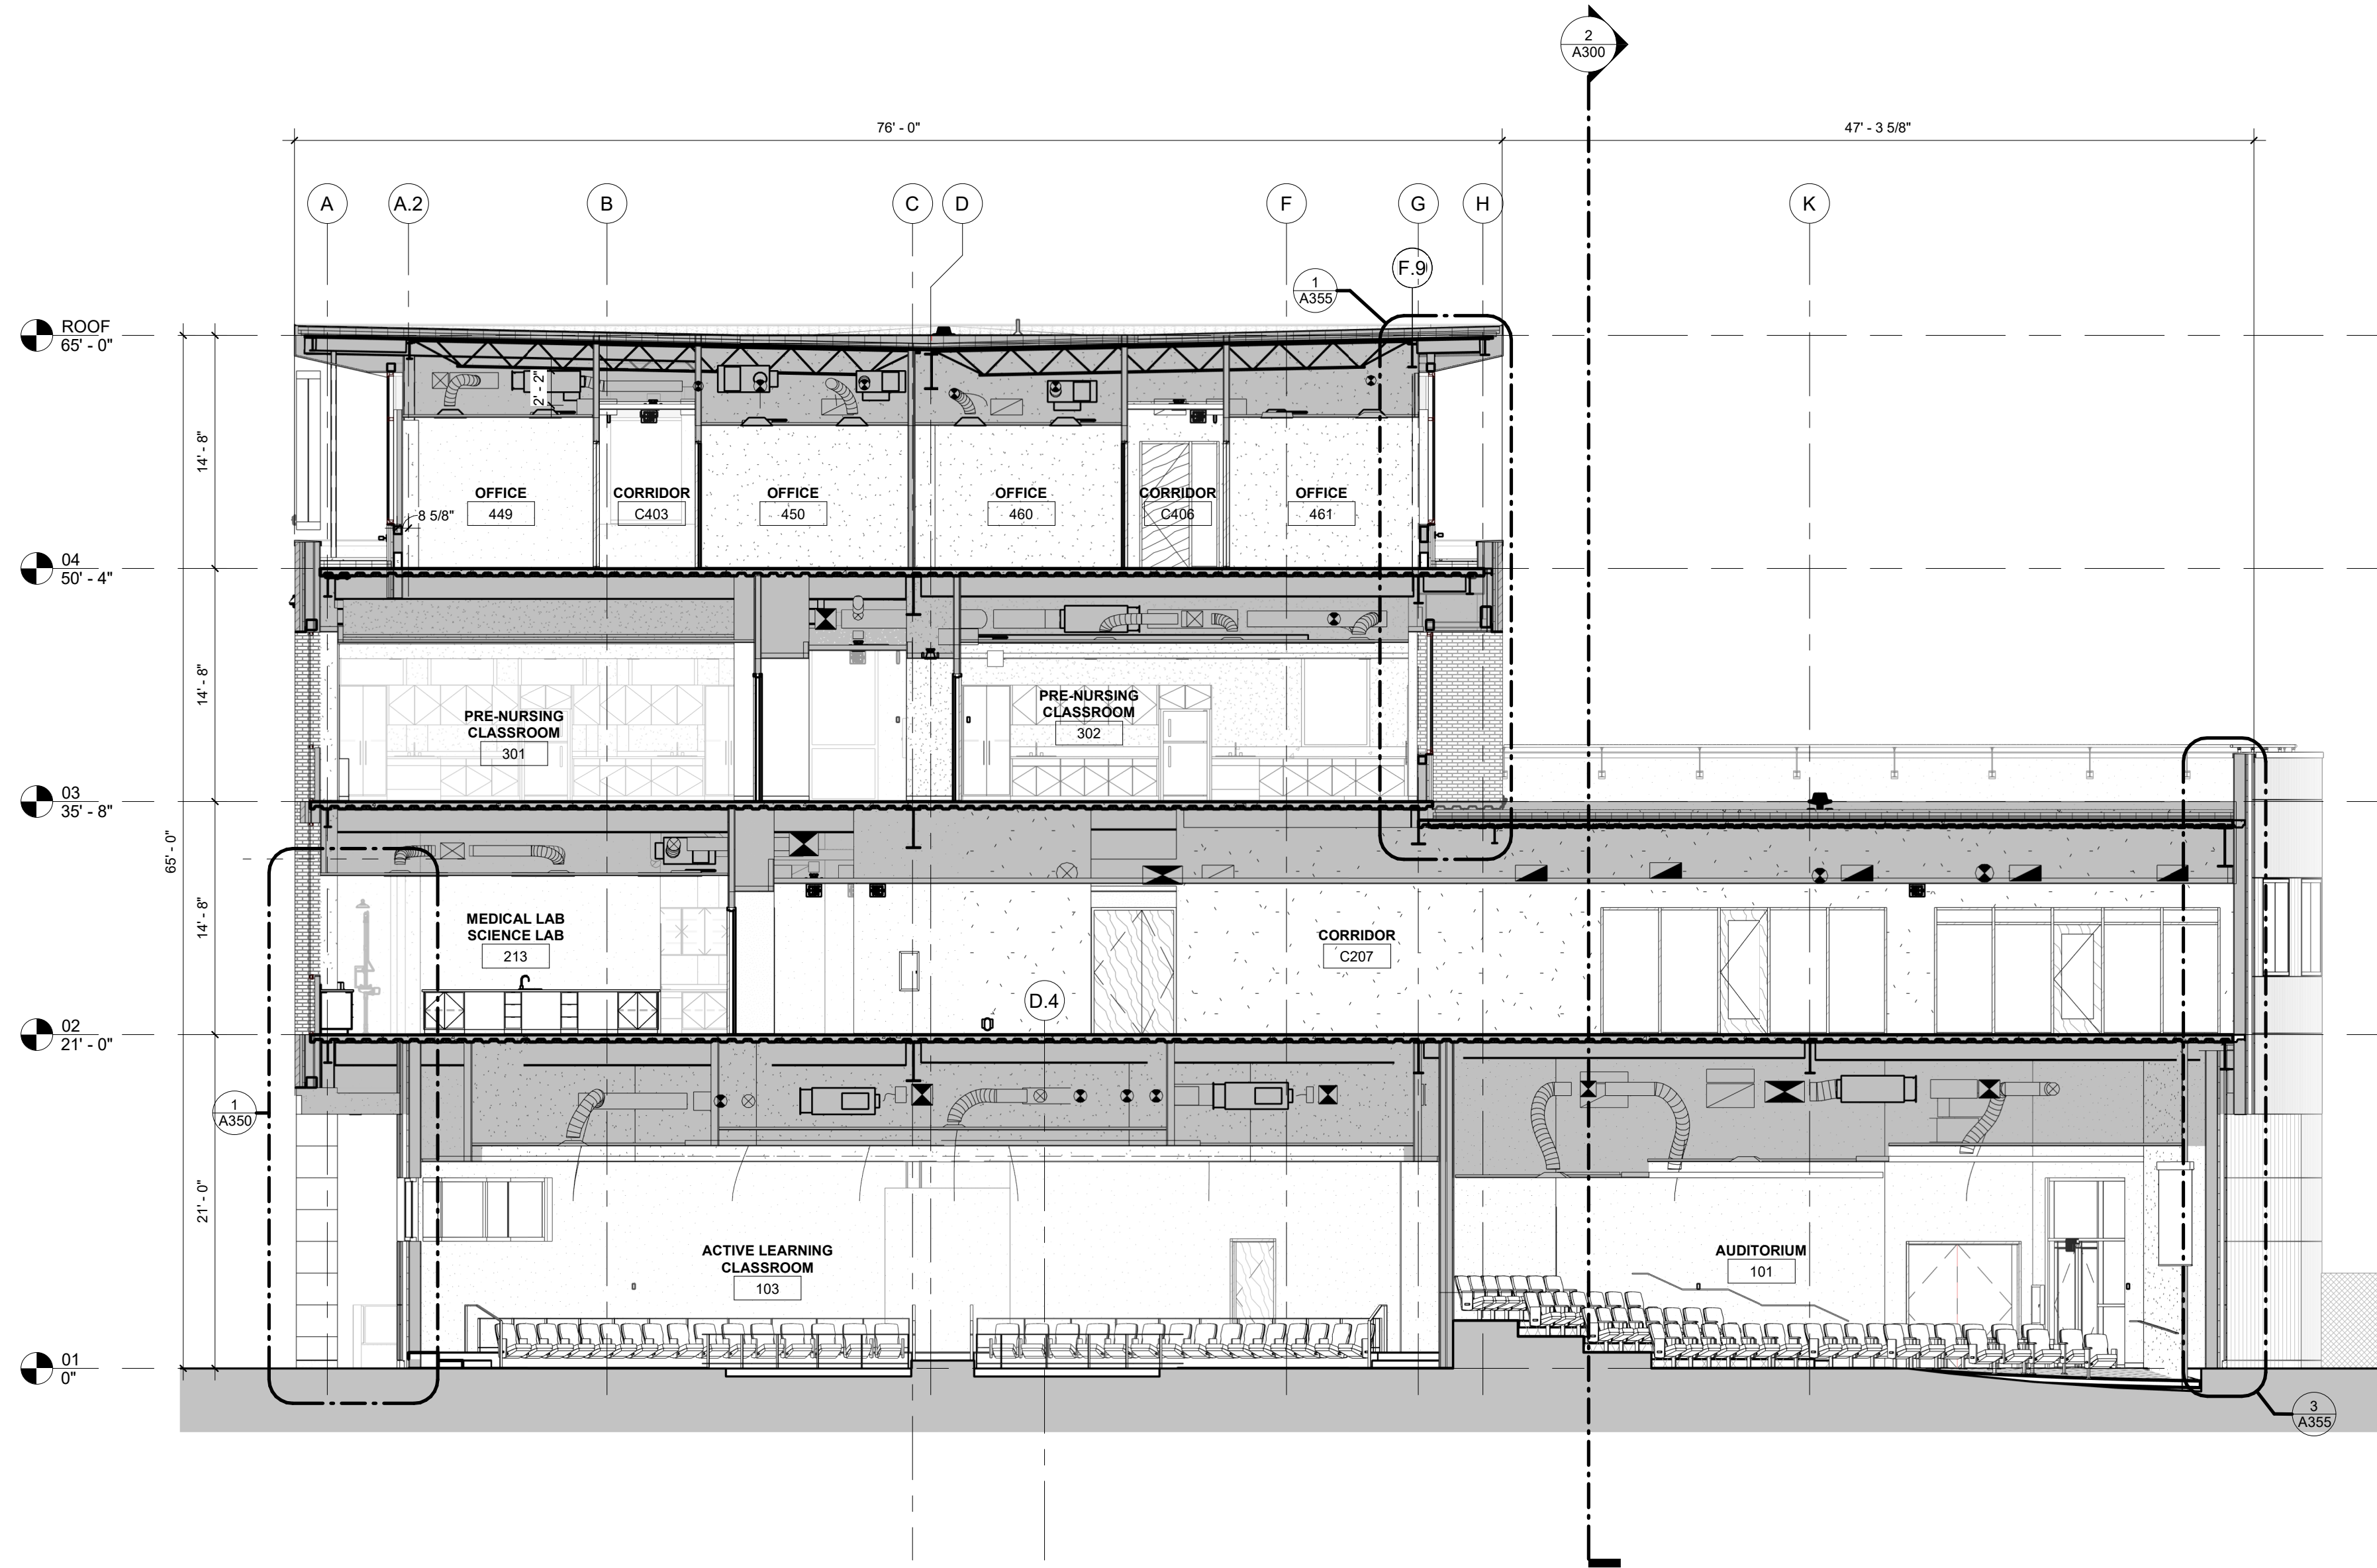 2
A300
76' - 0"
47' - 3 5/8"
A
A.2
B
C
D
F
G
H
K
F.9
1
A355
ROOF
65' - 0"
2' - 2"
14' - 8"
OFFICE
449
CORRIDOR
C403
OFFICE
450
OFFICE
460
CORRIDOR
C406
OFFICE
461
8 5/8"
04
50' - 4"
14' - 8"
PRE-NURSING
CLASSROOM
301
PRE-NURSING
CLASSROOM
302
03
35' - 8"
65' - 0"
14' - 8"
MEDICAL LAB
SCIENCE LAB
213
CORRIDOR
C207
D.4
02
21' - 0"
1
A350
21' - 0"
ACTIVE LEARNING
CLASSROOM
103
AUDITORIUM
101
01
0"
3
A355